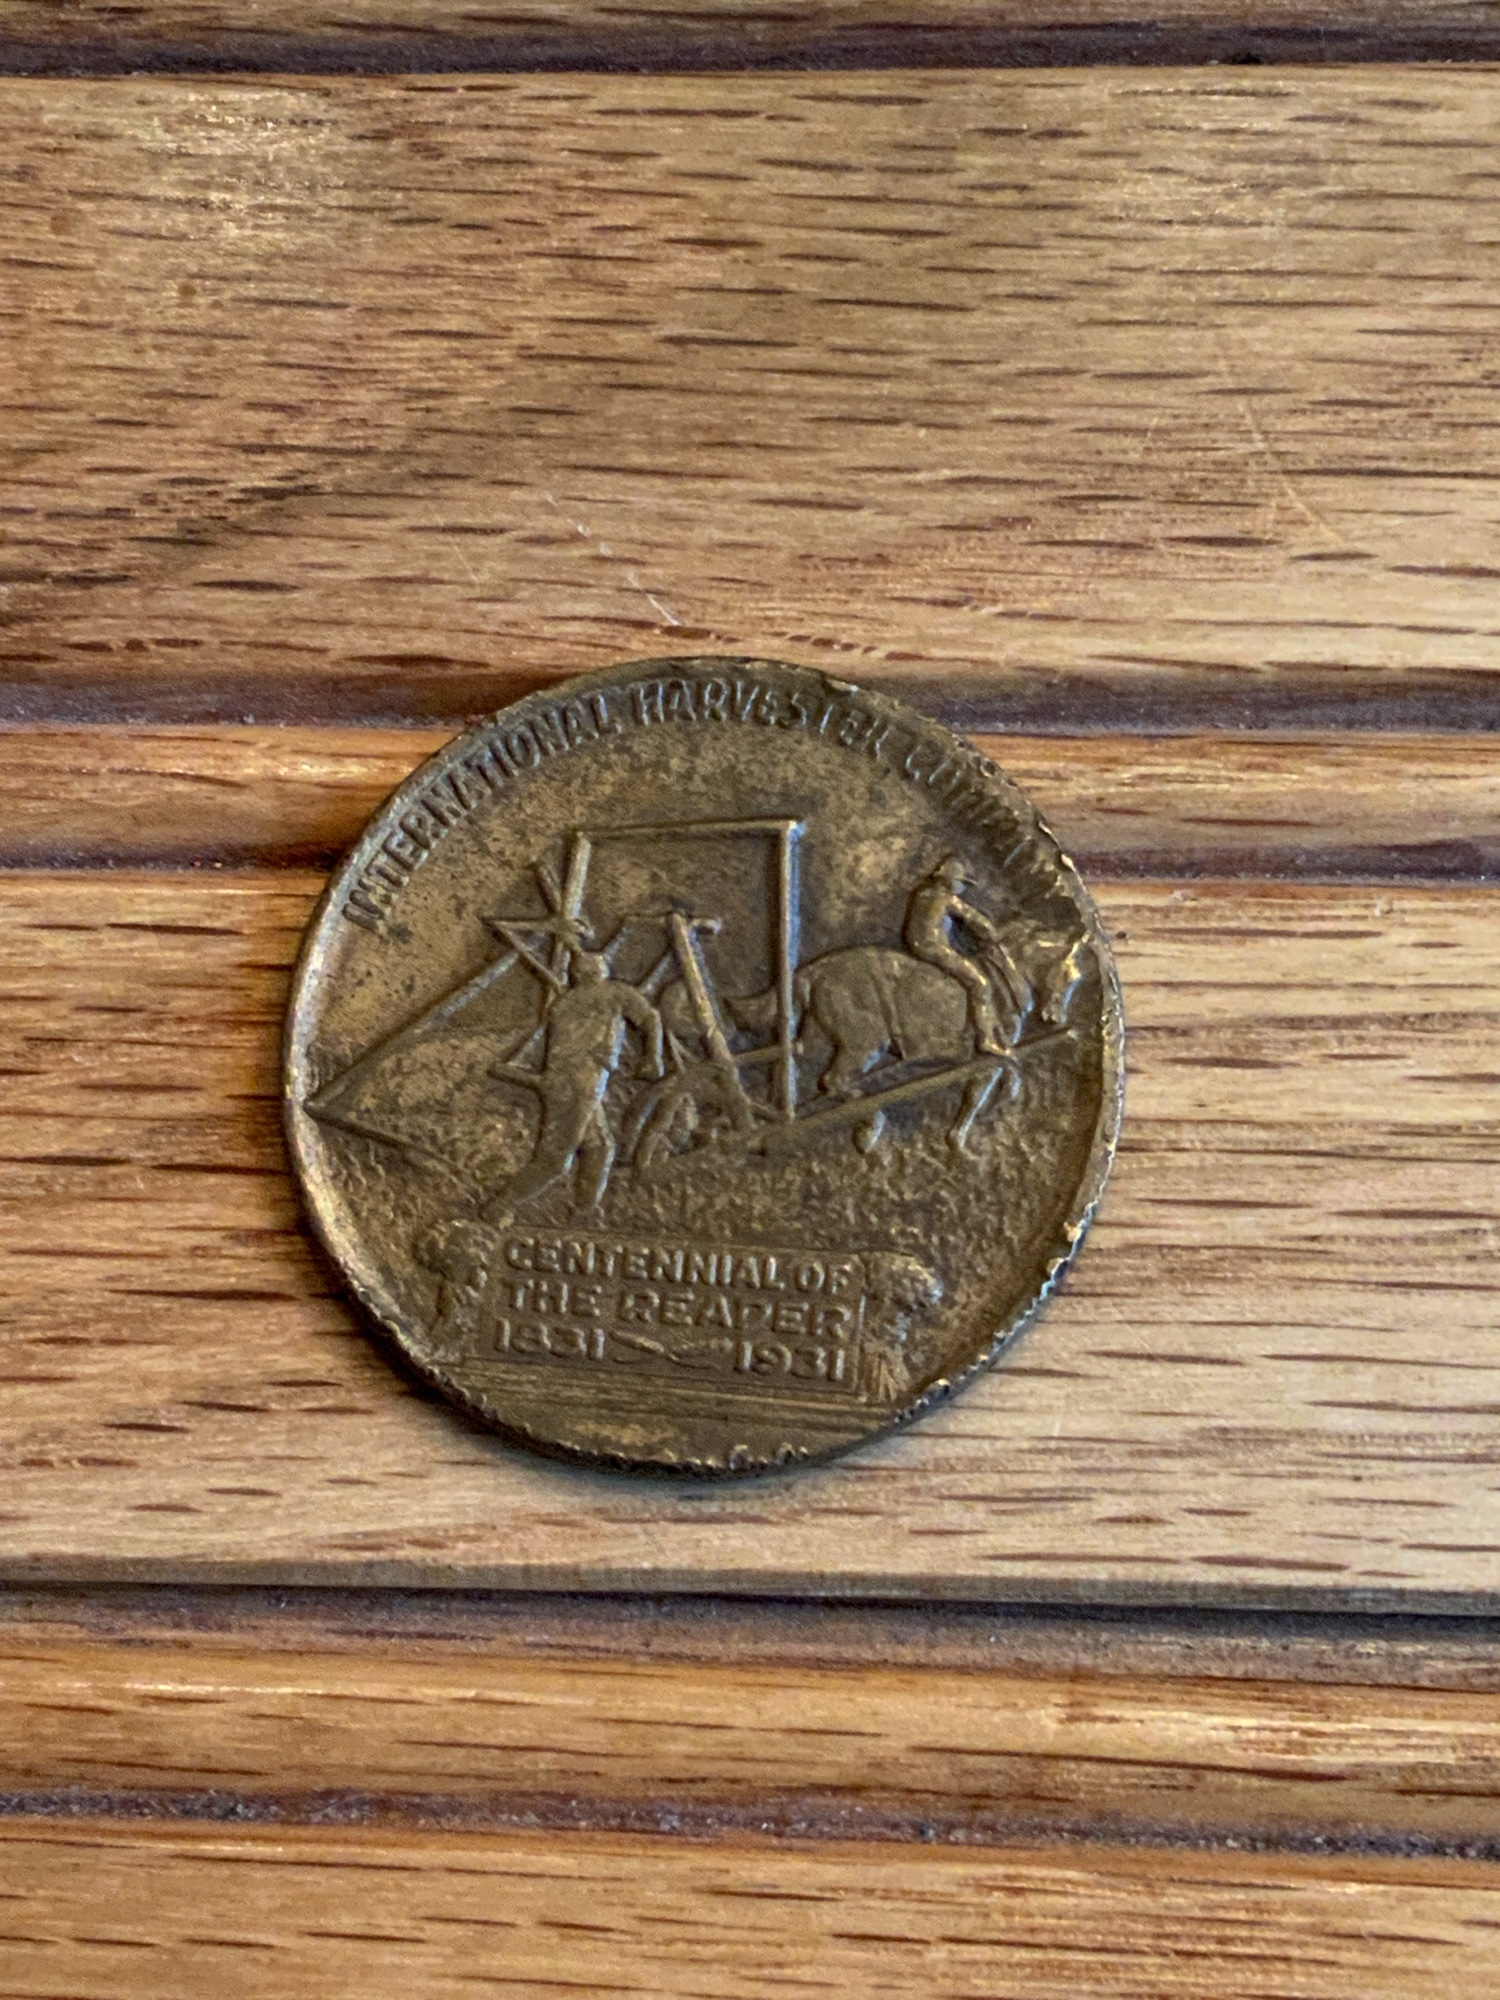 INTERNATIONAL HARVESTER COMPANY
CENTENNIAL OF
THE REAPER
1831 1931